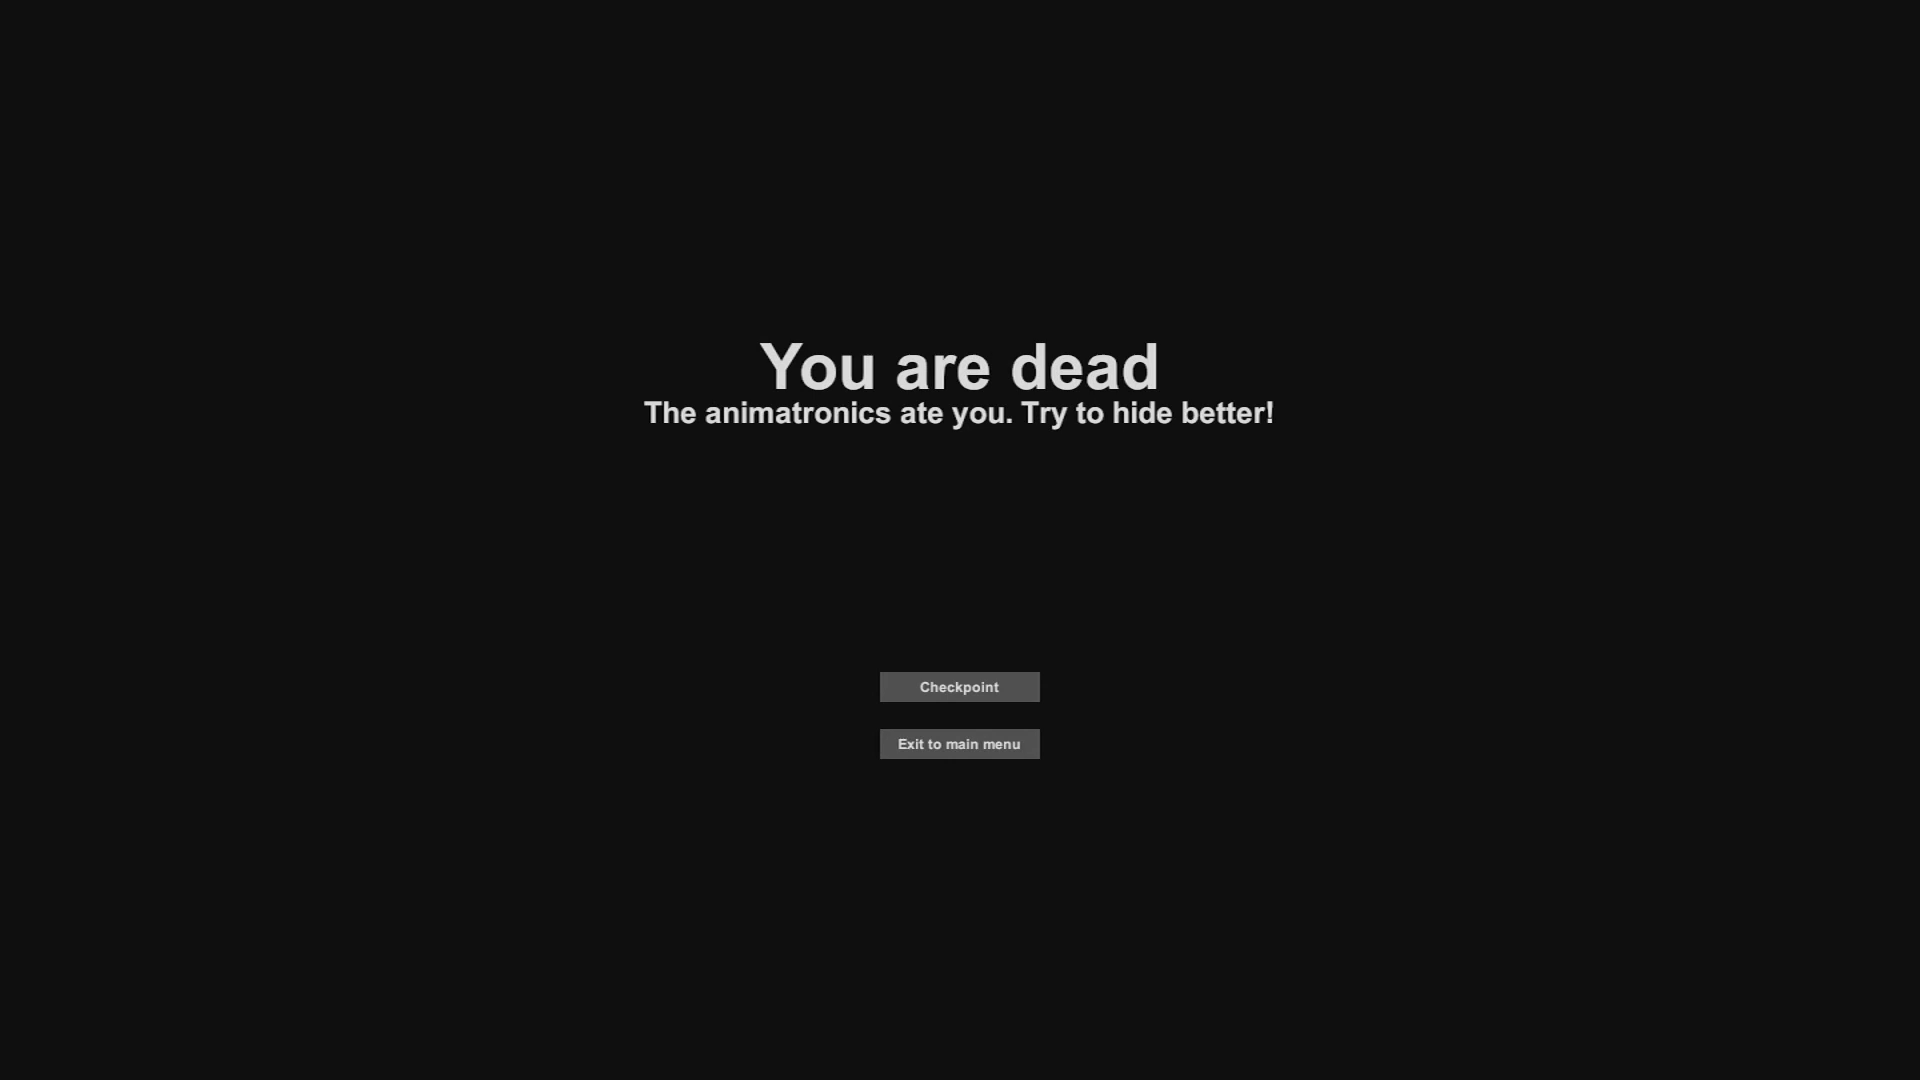 You are dead
The animatronics ate you. Try to hide better!
Checkpoint
Exit to main menu